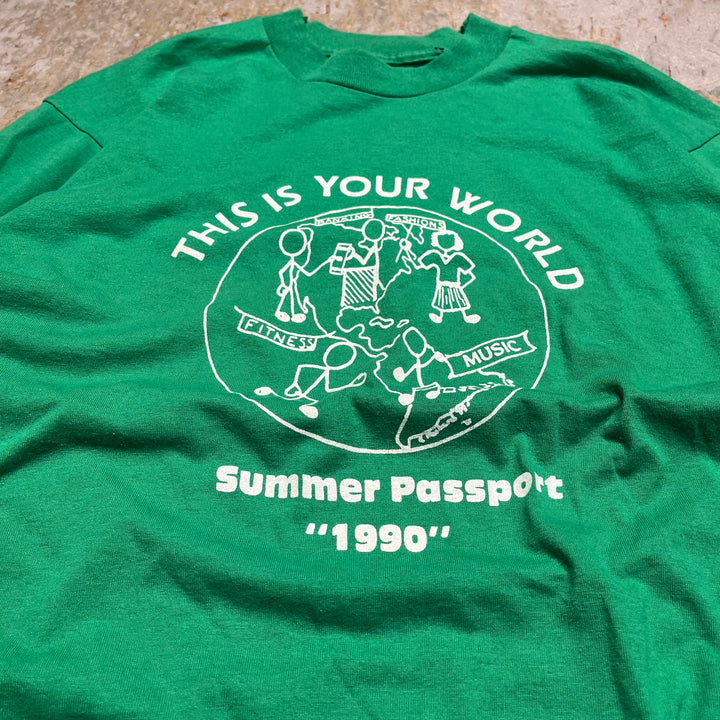 THIS IS YOUR WORLD
BANKING
FASHIONS
FITNESS
MUSIC
Summer Passport
"1990"